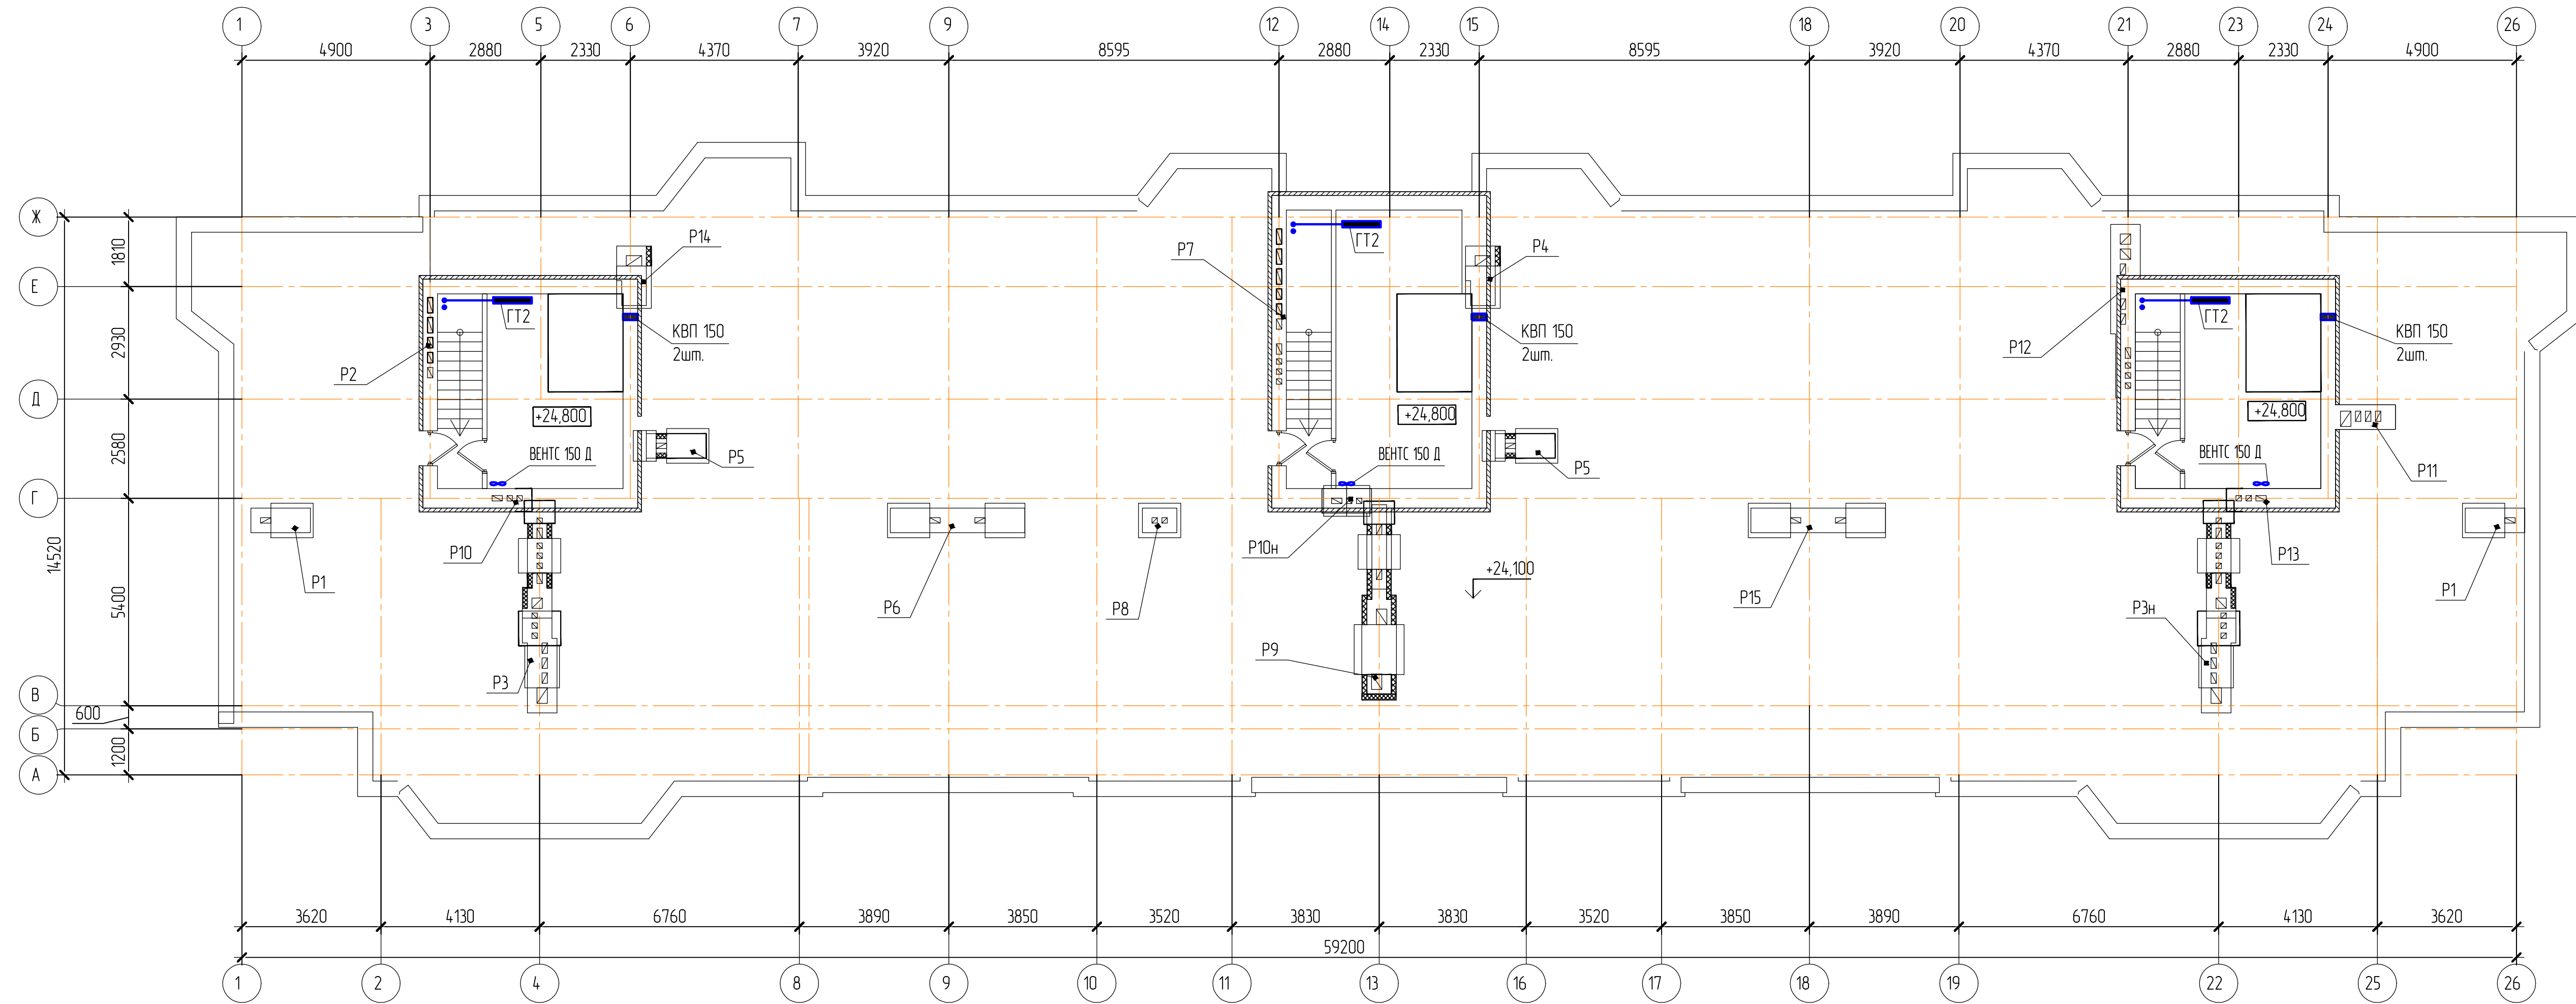 1 3 5 6 7 9 12 14 15 18 20 21 23 24 26
4900 2880 2330 4370 3920 8595 2880 2330 8595 3920 4370 2880 2330 4900
Ж
1810
Е
2930
Д
2580
Г
14520
5400
В
600
Б
1200
А
Р14
ГТ2
КВП 150
2шт.
Р2
+24,800
ВЕНТС 150 Д
Р5
Р10
Р1
Р3
Р6
Р8
Р7
ГТ2
Р4
КВП 150
2шт.
+24,800
ВЕНТС 150 Д
Р5
Р10н
+24,100
Р9
Р15
Р12
ГТ2
КВП 150
2шт.
+24,800
ВЕНТС 150 Д
Р11
Р13
Р3н
Р1
3620 4130 6760 3890 3850 3520 3830 3830 3520 3850 3890 6760 4130 3620
59200
1 2 4 8 9 10 11 13 16 17 18 19 22 25 26